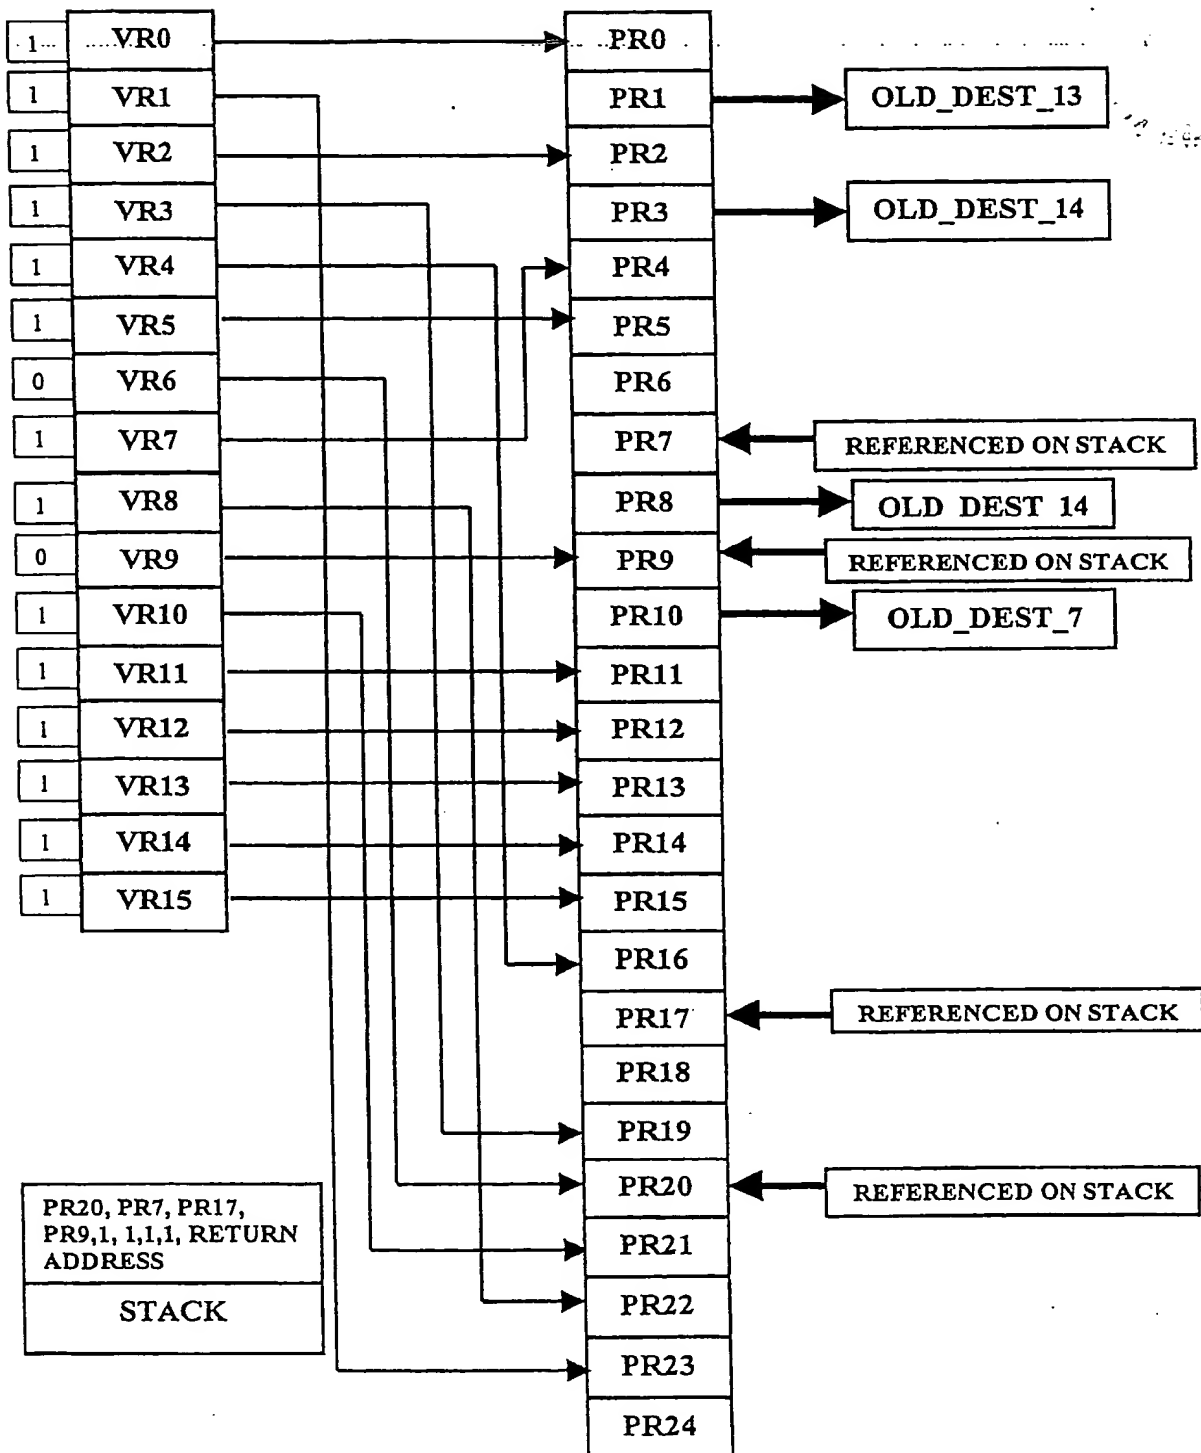 1 VR0 PR0
1 VR1 PR1 OLD_DEST_13
1 VR2 PR2
1 VR3 PR3 OLD_DEST_14
1 VR4 PR4
1 VR5 PR5
0 VR6 PR6
1 VR7 PR7 REFERENCED ON STACK
1 VR8 PR8 OLD DEST 14
0 VR9 PR9 REFERENCED ON STACK
1 VR10 PR10 OLD_DEST_7
1 VR11 PR11
1 VR12 PR12
1 VR13 PR13
1 VR14 PR14
1 VR15 PR15
PR16
PR17 REFERENCED ON STACK
PR18
PR19
PR20 REFERENCED ON STACK
PR21
PR22
PR23
PR24
PR20, PR7, PR17,
PR9,1, 1,1,1, RETURN
ADDRESS
STACK